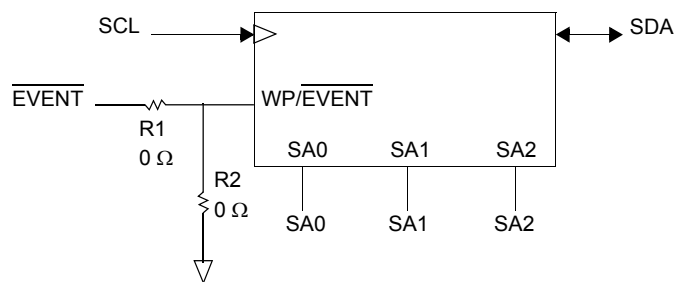 SCL
SDA
EVENT
WP/EVENT
R1
0 Ω
SA0 SA1 SA2
R2
0 Ω
SA0 SA1 SA2